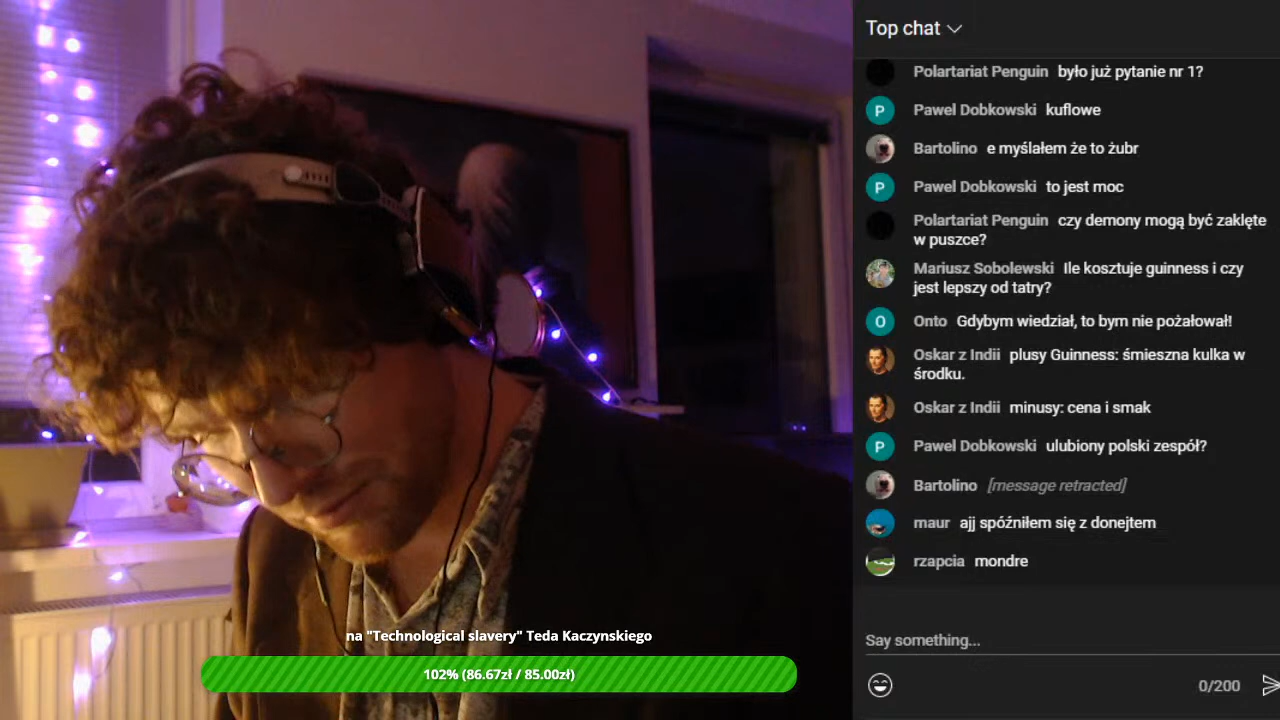 Top chat
Polartariat Penguin było już pytanie nr 1?
P Pawel Dobkowski kuflowe
Bartolino e myślałem że to żubr
P Pawel Dobkowski to jest moc
Polartariat Penguin czy demony mogą być zaklęte
w puszce?
Mariusz Sobolewski Ile kosztuje guinness i czy
jest lepszy od tatry?
O Onto Gdybym wiedział, to bym nie pożałował!
Oskar z Indii plusy Guinness: śmieszna kulka w
środku.
Oskar z Indii minusy: cena i smak
P Pawel Dobkowski ulubiony polski zespół?
Bartolino [message retracted]
maur ajj spóźniłem się z donejtem
rzapcia mondre
Say something...
0/200
na "Technological slavery" Teda Kaczynskiego
102% (86.67zł / 85.00zł)